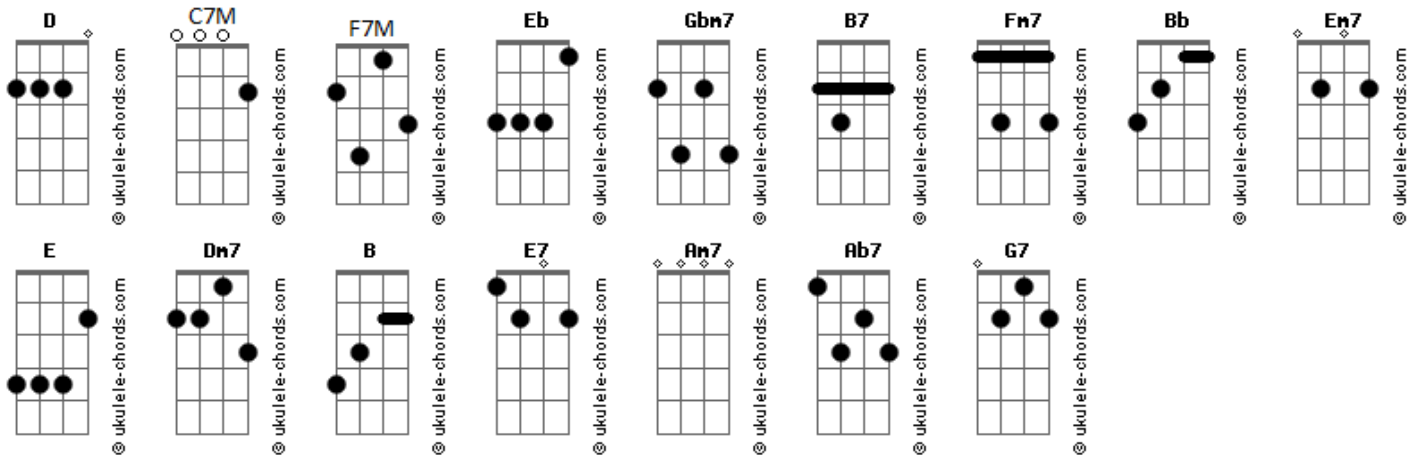 D C7M F7M Eb Gbm7 B7 Fm7 Bb Em7
© ukulele-chords.com © ukulele-chords.com © ukulele-chords.com © ukulele-chords.com © ukulele-chords.com © ukulele-chords.com © ukulele-chords.com © ukulele-chords.com © ukulele-chords.com
E Dm7 B E7 Am7 Ab7 G7
© ukulele-chords.com © ukulele-chords.com © ukulele-chords.com © ukulele-chords.com © ukulele-chords.com © ukulele-chords.com © ukulele-chords.com